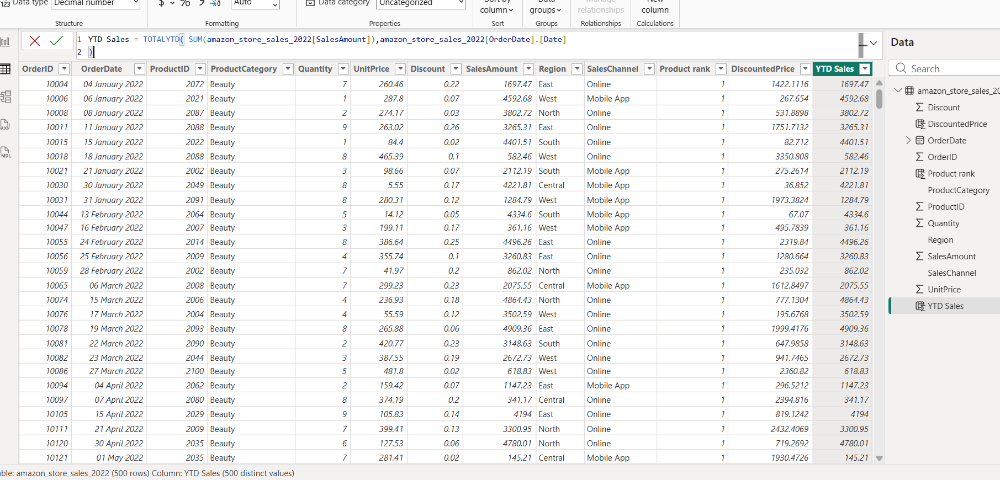 123 Data type Decimal number
$ % 9 Auto
Data category Uncategorized
Sort by column
Data groups
Manage relationships
New column
Structure Formatting Properties Sort Groups Relationships Calculations
1 YTD Sales = TOTALYTD( SUM(amazon_store_sales_2022[SalesAmount]),amazon_store_sales_2022[OrderDate].[Date]
2 )
OrderID OrderDate ProductID ProductCategory Quantity UnitPrice Discount SalesAmount Region SalesChannel Product rank DiscountedPrice YTD Sales
10004 04 January 2022 2072 Beauty 7 260.46 0.22 1697.47 East Online 1 1422.1116 1697.47
10006 06 January 2022 2021 Beauty 1 287.8 0.07 4592.68 West Mobile App 1 267.654 4592.68
10008 08 January 2022 2087 Beauty 2 274.17 0.03 3802.72 North Online 1 531.8898 3802.72
10011 11 January 2022 2088 Beauty 9 263.02 0.26 3265.31 East Online 1 1751.7132 3265.31
10015 15 January 2022 2022 Beauty 1 84.4 0.02 4401.51 South Online 1 82.712 4401.51
10018 18 January 2022 2088 Beauty 8 465.39 0.1 582.46 West Online 1 3350.808 582.46
10021 21 January 2022 2002 Beauty 3 98.66 0.07 2112.19 South Mobile App 1 275.2614 2112.19
10030 30 January 2022 2049 Beauty 8 5.55 0.17 4221.81 Central Mobile App 1 36.852 4221.81
10031 31 January 2022 2091 Beauty 8 280.31 0.12 1284.79 West Mobile App 1 1973.3824 1284.79
10044 13 February 2022 2064 Beauty 5 14.12 0.05 4334.6 South Mobile App 1 67.07 4334.6
10047 16 February 2022 2007 Beauty 3 199.11 0.17 361.16 West Mobile App 1 495.7839 361.16
10055 24 February 2022 2014 Beauty 8 386.64 0.25 4496.26 East Online 1 2319.84 4496.26
10056 25 February 2022 2009 Beauty 4 355.74 0.1 3260.83 East Online 1 1280.664 3260.83
10059 28 February 2022 2002 Beauty 7 41.97 0.2 862.02 North Online 1 235.032 862.02
10065 06 March 2022 2008 Beauty 7 299.23 0.23 2075.55 Central Mobile App 1 1612.8497 2075.55
10074 15 March 2022 2006 Beauty 4 236.93 0.18 4864.43 North Online 1 777.1304 4864.43
10076 17 March 2022 2004 Beauty 4 55.59 0.12 3502.59 West Online 1 195.6768 3502.59
10078 19 March 2022 2093 Beauty 8 265.88 0.06 4909.36 East Online 1 1999.4176 4909.36
10081 22 March 2022 2090 Beauty 2 420.77 0.23 3148.63 South Online 1 647.9858 3148.63
10082 23 March 2022 2044 Beauty 3 387.55 0.19 2672.73 West Online 1 941.7465 2672.73
10086 27 March 2022 2100 Beauty 5 481.8 0.02 618.83 West Online 1 2360.82 618.83
10094 04 April 2022 2062 Beauty 2 159.42 0.07 1147.23 East Mobile App 1 296.5212 1147.23
10097 07 April 2022 2080 Beauty 8 374.19 0.2 341.17 Central Online 1 2394.816 341.17
10105 15 April 2022 2029 Beauty 9 105.83 0.14 4194 East Online 1 819.1242 4194
10111 21 April 2022 2009 Beauty 7 399.41 0.13 3300.95 North Online 1 2432.4069 3300.95
10120 30 April 2022 2035 Beauty 6 127.53 0.06 4780.01 North Online 1 719.2692 4780.01
10121 01 May 2022 2035 Beauty 7 281.41 0.02 145.21 Central Mobile App 1 1930.4726 145.21
ble: amazon_store_sales_2022 (500 rows) Column: YTD Sales (500 distinct values)
Data
Search
amazon_store_sales_20
Discount
DiscountedPrice
OrderDate
OrderID
Product rank
ProductCategory
ProductID
Quantity
Region
SalesAmount
SalesChannel
UnitPrice
YTD Sales